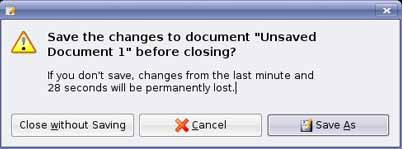 Save the changes to document "Unsaved
Document 1" before closing?
If you don't save, changes from the last minute and
28 seconds will be permanently lost.
Close without Saving
Cancel
Save As